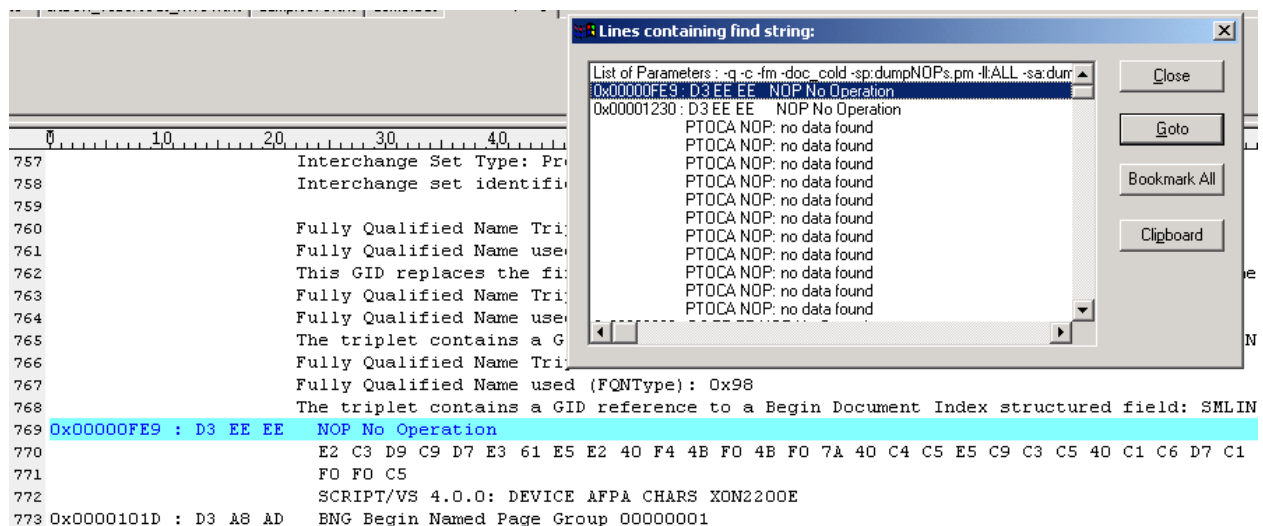 Lines containing find string:
List of Parameters : -q -c -fm -doc_cold -sp:dumpNOPs.pm -ll:ALL -sa:dum
0x00000FE9 : D3 EE EE NOP No Operation
0x00001230 : D3 EE EE NOP No Operation
PTOCA NOP: no data found
PTOCA NOP: no data found
PTOCA NOP: no data found
PTOCA NOP: no data found
PTOCA NOP: no data found
PTOCA NOP: no data found
PTOCA NOP: no data found
PTOCA NOP: no data found
PTOCA NOP: no data found
PTOCA NOP: no data found
PTOCA NOP: no data found
Close
Goto
Bookmark All
Clipboard
0 10 20 30 40
757 Interchange Set Type: Pr
758 Interchange set identifi
759
760 Fully Qualified Name Tri
761 Fully Qualified Name use
762 This GID replaces the fi
763 Fully Qualified Name Tri
764 Fully Qualified Name use
765 The triplet contains a G N
766 Fully Qualified Name Tri
767 Fully Qualified Name used (FQNType): 0x98
768 The triplet contains a GID reference to a Begin Document Index structured field: SMLIN
769 0x00000FE9 : D3 EE EE NOP No Operation
770 E2 C3 D9 C9 D7 E3 61 E5 E2 40 F4 4B F0 4B F0 7A 40 C4 C5 E5 C9 C3 C5 40 C1 C6 D7 C1
771 F0 F0 C5
772 SCRIPT/VS 4.0.0: DEVICE AFPA CHARS XON2200E
773 0x0000101D : D3 A8 AD BNG Begin Named Page Group 00000001